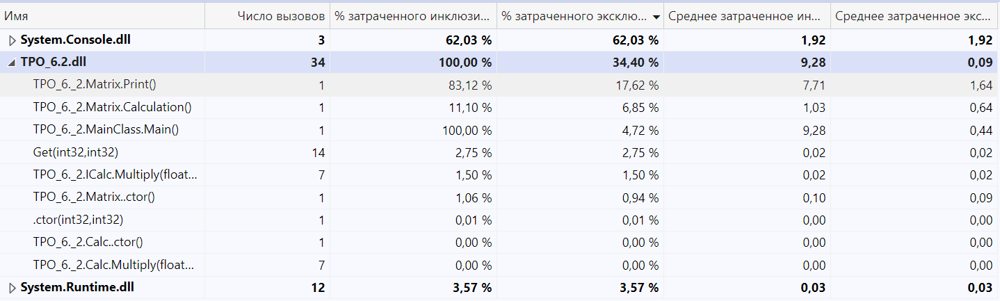 Имя Число вызовов % затраченного инклюзи... % затраченного эксклю... Среднее затраченное ин... Среднее затраченное экс...
System.Console.dll 3 62,03 % 62,03 % 1,92 1,92
TPO_6.2.dll 34 100,00 % 34,40 % 9,28 0,09
TPO_6._2.Matrix.Print() 1 83,12 % 17,62 % 7,71 1,64
TPO_6._2.Matrix.Calculation() 1 11,10 % 6,85 % 1,03 0,64
TPO_6._2.MainClass.Main() 1 100,00 % 4,72 % 9,28 0,44
Get(int32,int32) 14 2,75 % 2,75 % 0,02 0,02
TPO_6._2.ICalc.Multiply(float... 7 1,50 % 1,50 % 0,02 0,02
TPO_6._2.Matrix..ctor() 1 1,06 % 0,94 % 0,10 0,09
.ctor(int32,int32) 1 0,01 % 0,01 % 0,00 0,00
TPO_6._2.Calc..ctor() 1 0,00 % 0,00 % 0,00 0,00
TPO_6._2.Calc.Multiply(float... 7 0,00 % 0,00 % 0,00 0,00
System.Runtime.dll 12 3,57 % 3,57 % 0,03 0,03